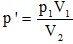 p' = p₁V₁ / V₂